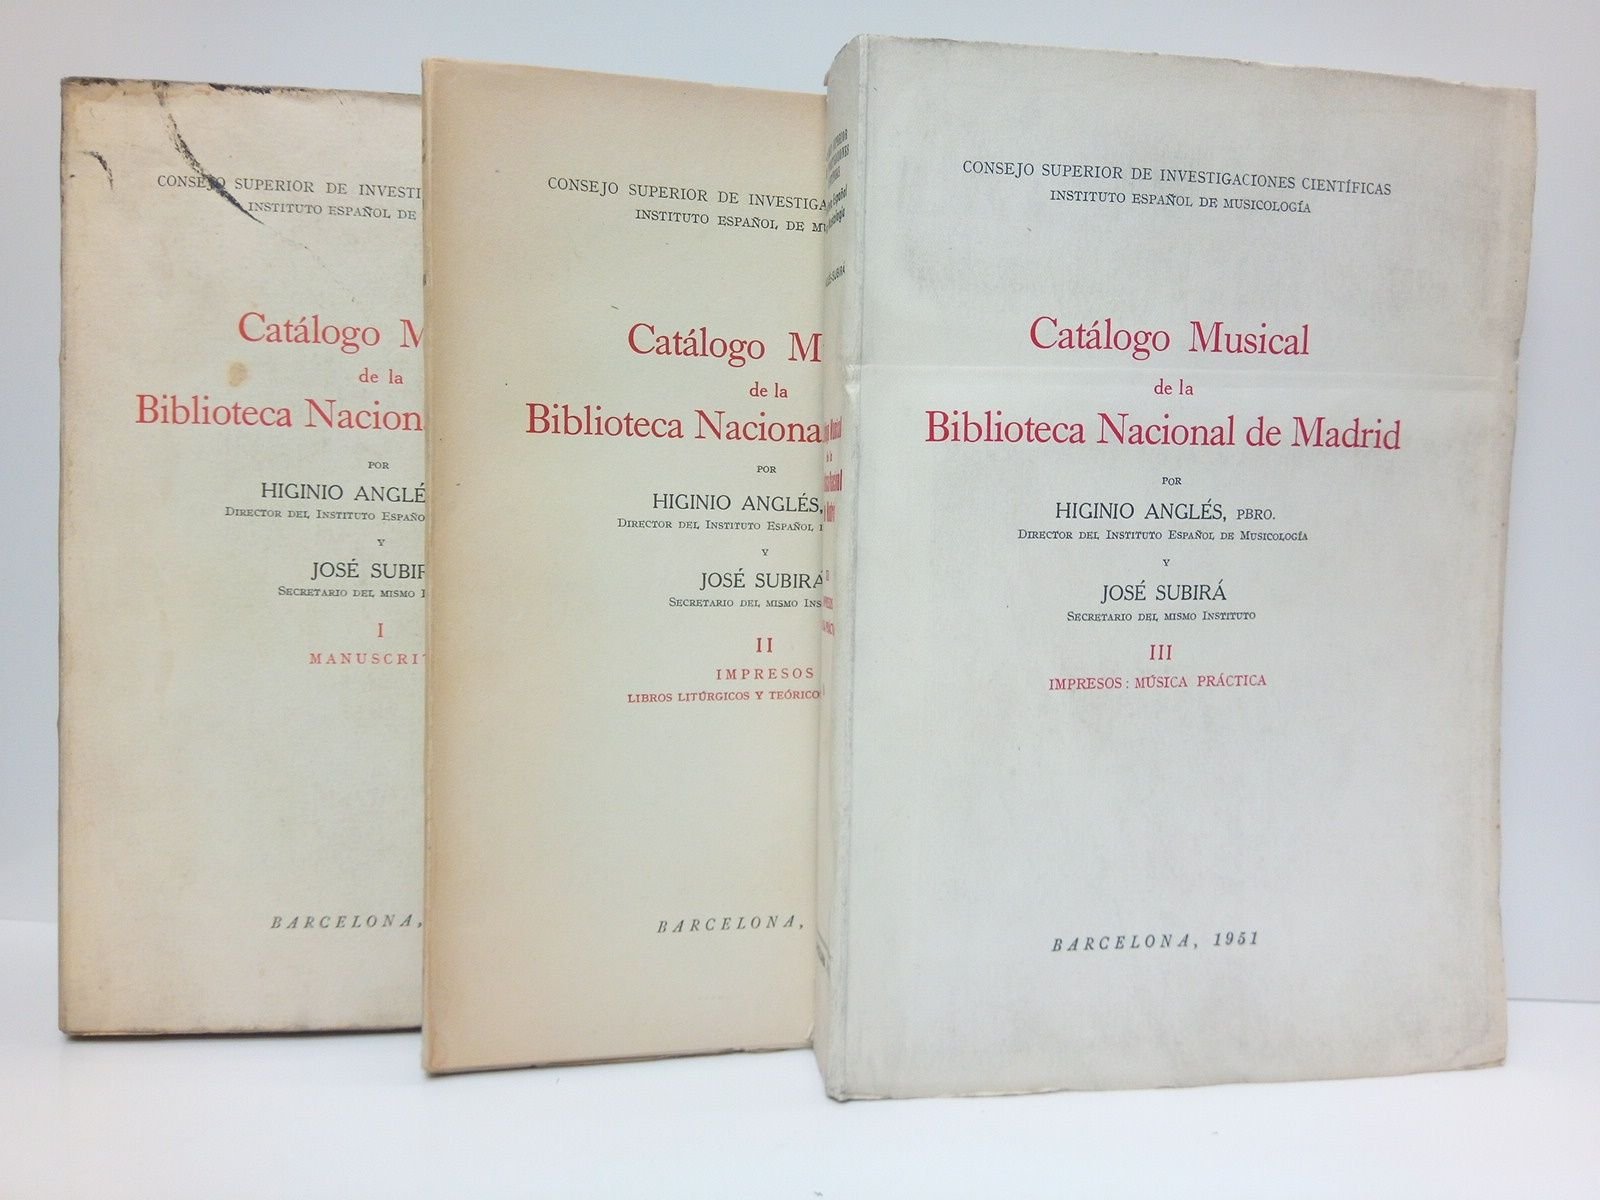 CONSEJO SUPERIOR DE INVESTI
INSTITUTO ESPAÑOL DE
Catálogo M
de la
Biblioteca Nacion
POR
HIGINIO ANGLÉ
DIRECTOR DEL INSTITUTO ESPAÑO
Y
JOSÉ SUBIR
SECRETARIO DEL MISMO I
I
MANUSCRIT
BARCELONA,
CONSEJO SUPERIOR DE INVESTIGA
INSTITUTO ESPAÑOL DE MU
Catálogo M
de la
Biblioteca Naciona
POR
HIGINIO ANGLÉS,
DIRECTOR DEL INSTITUTO ESPAÑOL
Y
JOSÉ SUBIRÁ
SECRETARIO DEL MISMO INS
II
IMPRESOS
LIBROS LITÚRGICOS Y TEÓRICO
BARCELONA,
CONSEJO SUPERIOR DE INVESTIGACIONES CIENTÍFICAS
INSTITUTO ESPAÑOL DE MUSICOLOGÍA
Catálogo Musical
de la
Biblioteca Nacional de Madrid
POR
HIGINIO ANGLÉS, PBRO.
DIRECTOR DEL INSTITUTO ESPAÑOL DE MUSICOLOGÍA
Y
JOSÉ SUBIRÁ
SECRETARIO DEL MISMO INSTITUTO
III
IMPRESOS: MÚSICA PRÁCTICA
BARCELONA, 1951